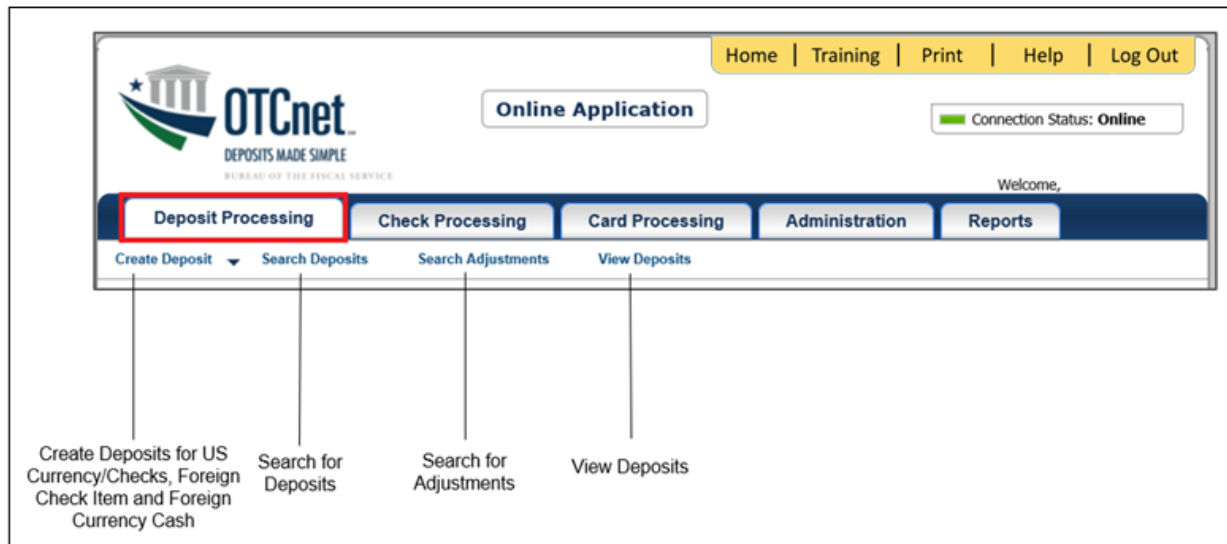 Home | Training | Print | Help | Log Out
OTCnet
DEPOSITS MADE SIMPLE
BUREAU OF THE FISCAL SERVICE
Online Application
Connection Status: Online
Welcome,
Deposit Processing Check Processing Card Processing Administration Reports
Create Deposit Search Deposits Search Adjustments View Deposits
Create Deposits for US
Currency/Checks, Foreign
Check Item and Foreign
Currency Cash
Search for
Deposits
Search for
Adjustments
View Deposits